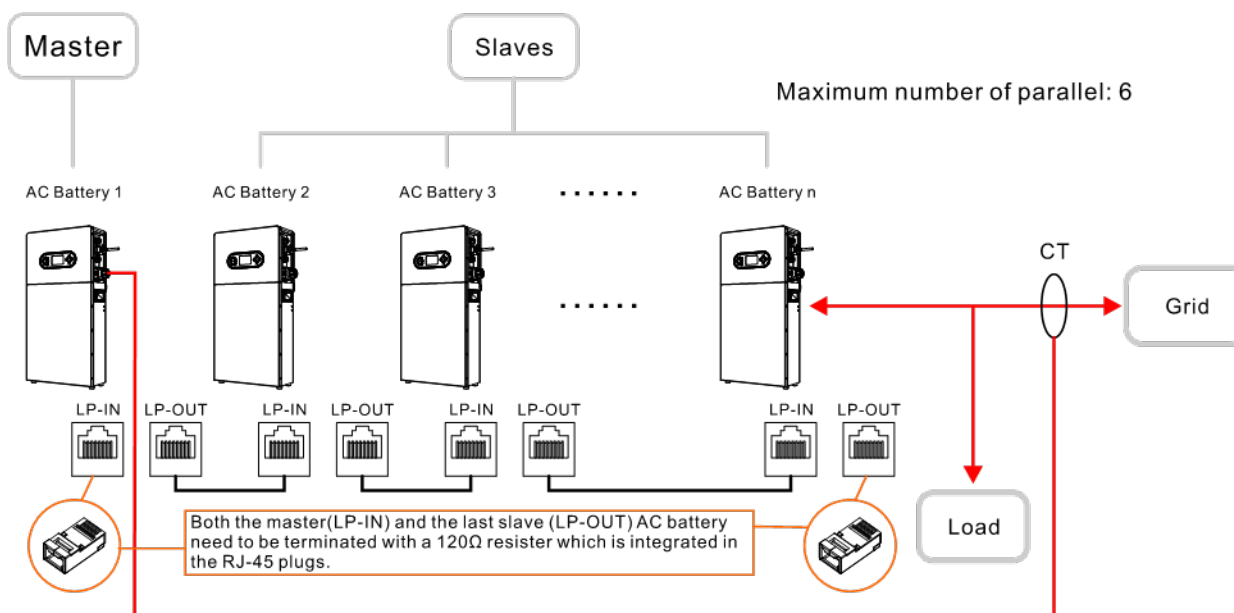 Master
Slaves
Maximum number of parallel: 6
AC Battery 1
AC Battery 2
AC Battery 3
......
AC Battery n
CT
......
Grid
LP-IN
LP-OUT
LP-IN
LP-OUT
LP-IN
LP-OUT
LP-IN
LP-OUT
Both the master(LP-IN) and the last slave (LP-OUT) AC battery
need to be terminated with a 120Ω resister which is integrated in
the RJ-45 plugs.
Load